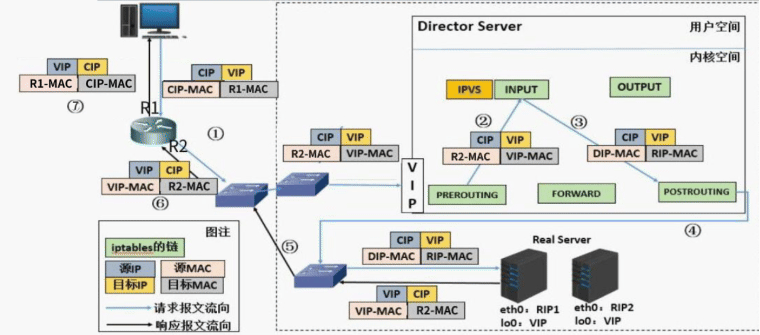 Director Server
用户空间
内核空间
VIP CIP
R1-MAC CIP-MAC
⑦
CIP VIP
CIP-MAC R1-MAC
R1
①
R2
IPVS INPUT
OUTPUT
②
③
CIP VIP
R2-MAC VIP-MAC
CIP VIP
R2-MAC VIP-MAC
CIP VIP
DIP-MAC RIP-MAC
VIP
PREROUTING
FORWARD
POSTROUTING
VIP CIP
VIP-MAC R2-MAC
⑥
④
⑤
图注
iptables的链
源IP 源MAC
目标IP 目标MAC
请求报文流向
响应报文流向
CIP VIP
DIP-MAC RIP-MAC
Real Server
VIP CIP
VIP-MAC R2-MAC
eth0：RIP1
lo0：VIP
eth0：RIP2
lo0：VIP